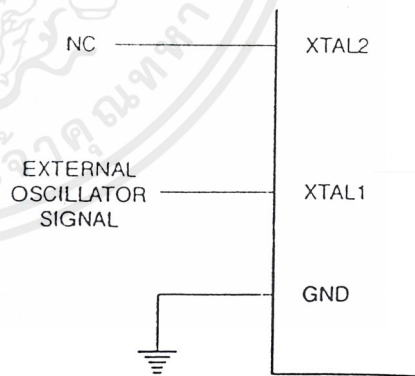 NC
XTAL2
EXTERNAL
OSCILLATOR
SIGNAL
XTAL1
GND